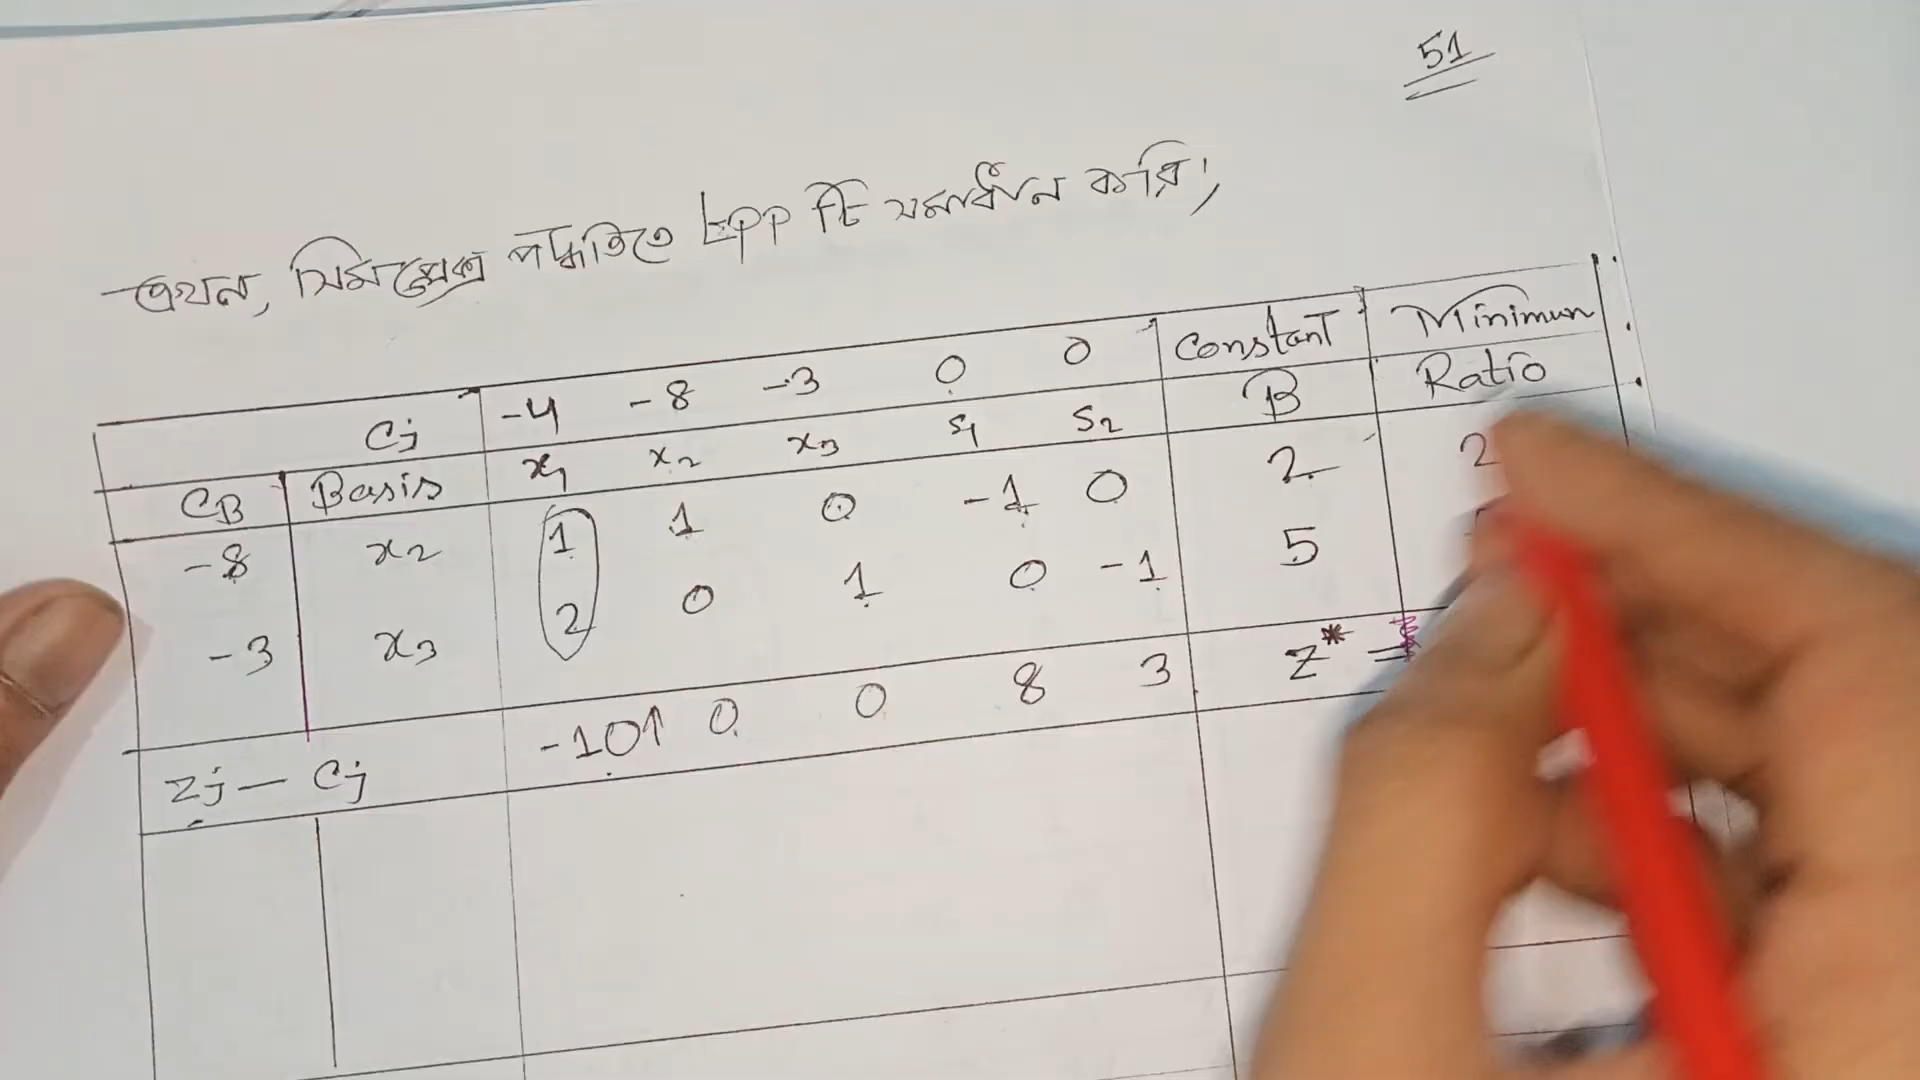 51
এখন, সিমপ্লেক্স পদ্ধতিতে LPP টি সমাধান করি,
Cj -4 -8 -3 0 0 Constant Minimun
CB Basis x1 x2 x3 s1 s2 B Ratio
-8 x2 1 1 0 -1 0 2 2
-3 x3 2 0 1 0 -1 5
zj - cj -10↑ 0 0 8 3 z* =